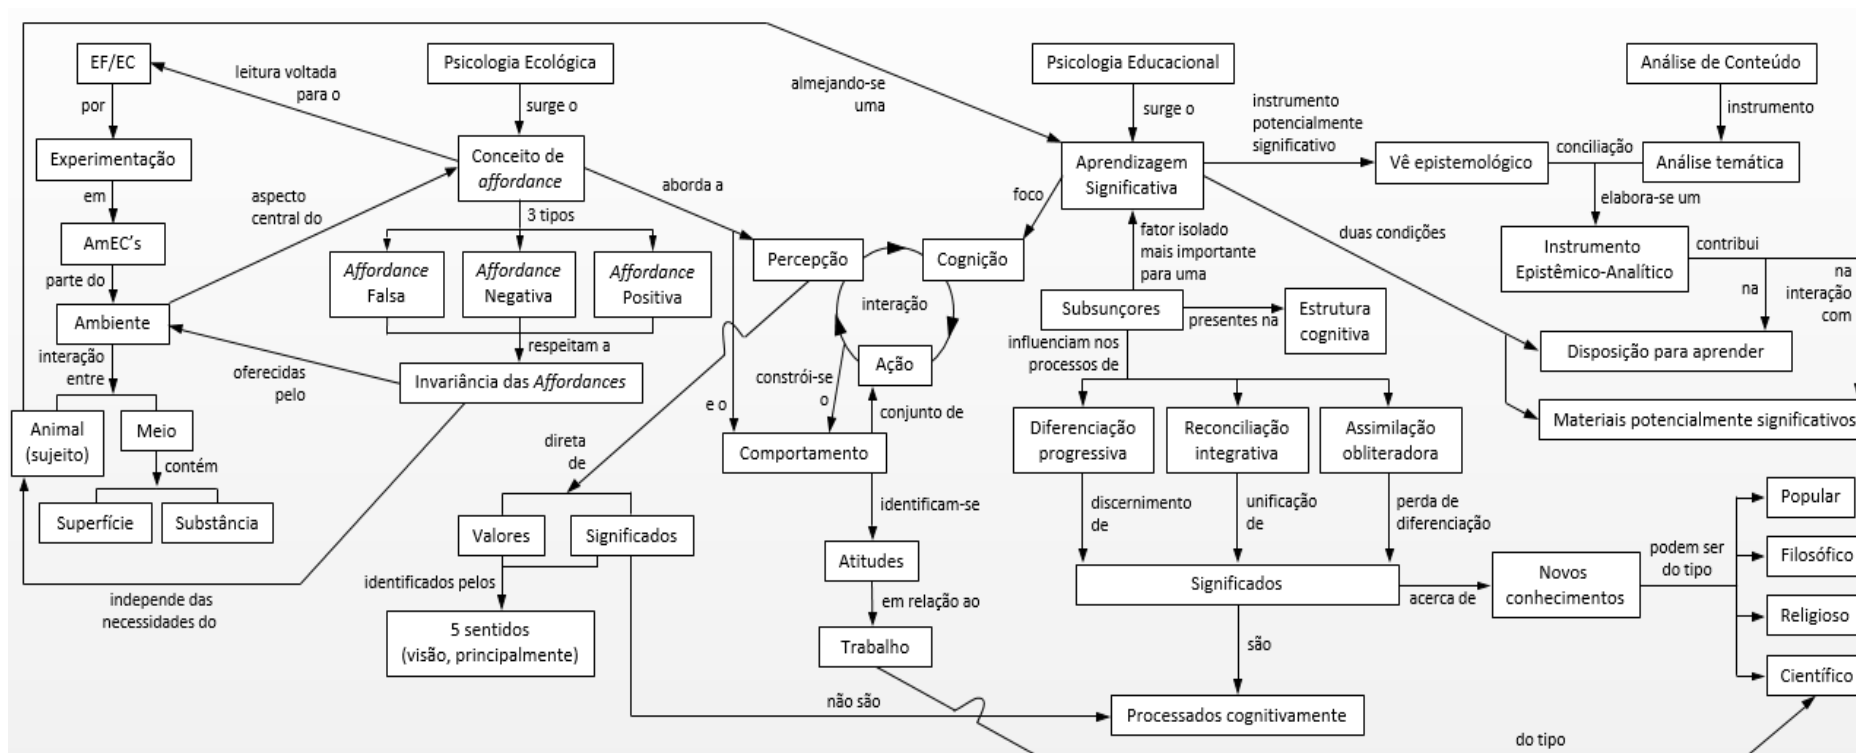 EF/EC
Psicologia Ecológica
Psicologia Educacional
Análise de Conteúdo
leitura voltada
para o
almejando-se
uma
por
surge o
surge o
instrumento
potencialmente
significativo
instrumento
Experimentação
Conceito de
affordance
Aprendizagem
Significativa
Vê epistemológico
conciliação
Análise temática
em
aspecto
central do
aborda a
foco
elabora-se um
3 tipos
AmEC's
fator isolado
mais importante
para uma
duas condições
Instrumento
Epistêmico-Analítico
contribui
na
interação
com
na
parte do
Affordance
Falsa
Affordance
Negativa
Affordance
Positiva
Percepção
Cognição
interação
Ambiente
Subsunçores
presentes na
Estrutura
cognitiva
interação
entre
oferecidas
pelo
respeitam a
influenciam nos
processos de
Disposição para aprender
Invariância das Affordances
Ação
constrói-se
o
e o
conjunto de
Animal
(sujeito)
Meio
Materiais potencialmente significativos
contém
direta
de
Comportamento
Diferenciação
progressiva
Reconciliação
integrativa
Assimilação
obliteradora
Superfície
Substância
identificam-se
discernimento
de
unificação
de
perda de
diferenciação
Popular
Valores
Significados
Atitudes
podem ser
do tipo
Filosófico
identificados pelos
Significados
acerca de
Novos
conhecimentos
independe das
necessidades do
em relação ao
Religioso
5 sentidos
(visão, principalmente)
Trabalho
são
Científico
não são
Processados cognitivamente
do tipo